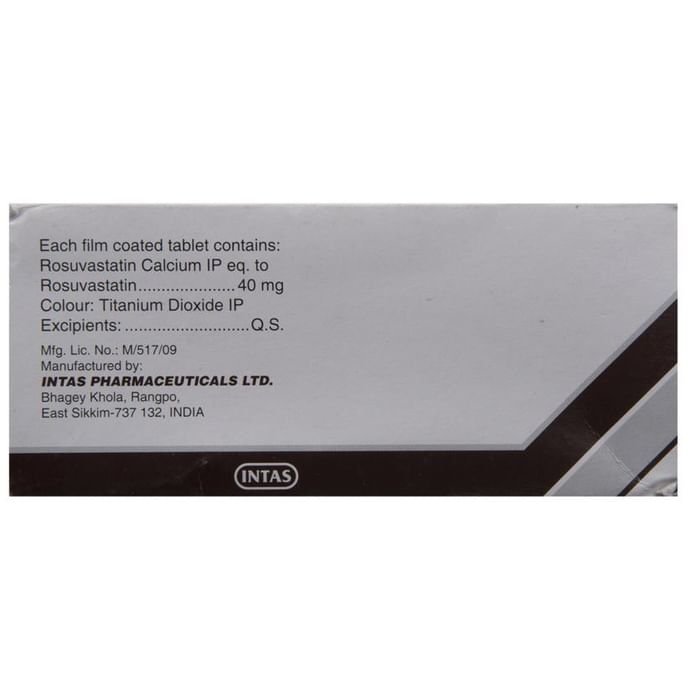 Each film coated tablet contains:
Rosuvastatin Calcium IP eq. to
Rosuvastatin.....................40 mg
Colour: Titanium Dioxide IP
Excipients: ...........................Q.S.
Mfg. Lic. No.: M/517/09
Manufactured by:
INTAS PHARMACEUTICALS LTD.
Bhagey Khola, Rangpo,
East Sikkim-737 132, INDIA
INTAS